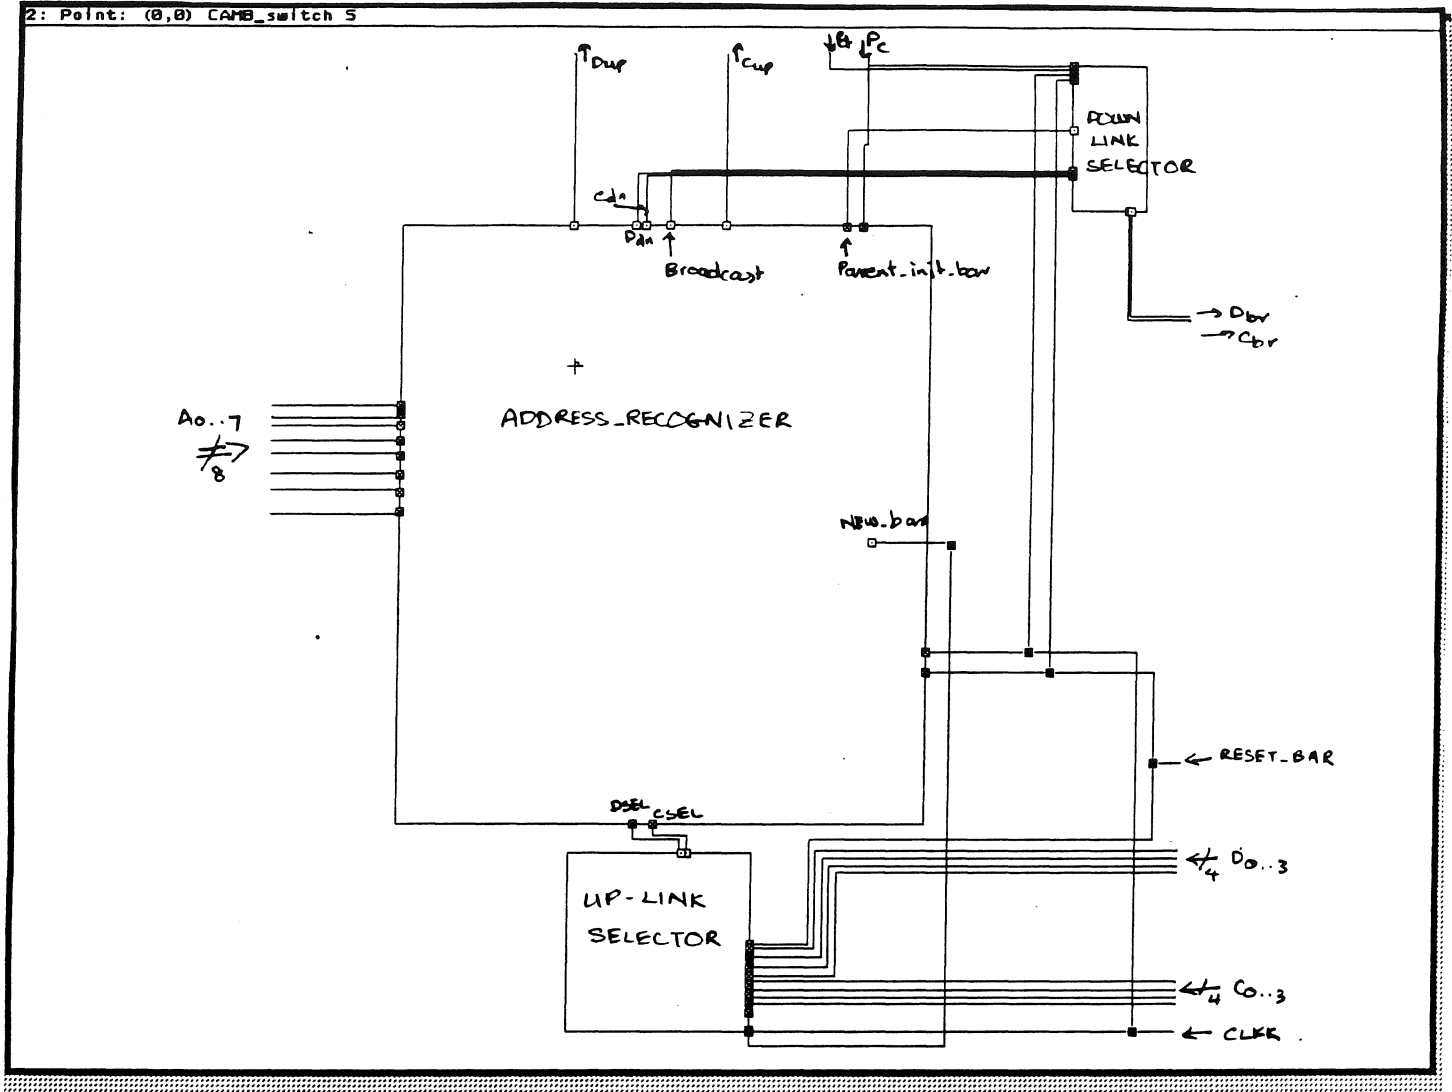 2: Point: (0,0) CAMB_switch S
Dup
Cup
Pc
DOWN
LINK
SELECTOR
Cdn
Ddn
Broadcast
Parent_init_bar
Dbr
Cbr
A0..7
8
ADDRESS_RECOGNIZER
New_bar
RESET_BAR
DSEL
CSEL
4 D0..3
UP-LINK
SELECTOR
4 C0..3